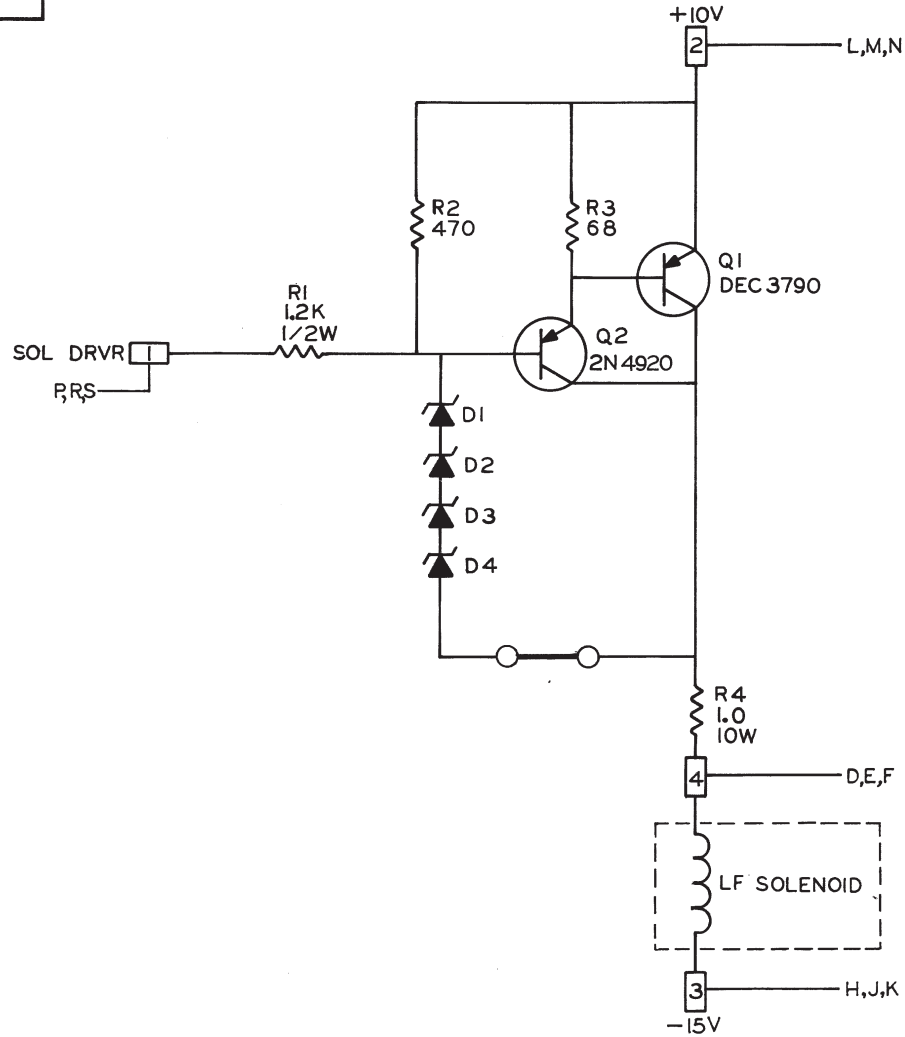 +10V
2
L,M,N
R2
470
R3
68
Q1
DEC 3790
R1
1.2K
1/2W
SOL DRVR
1
P,R,S
Q2
2N4920
D1
D2
D3
D4
R4
1.0
10W
4
D,E,F
LF SOLENOID
3
H,J,K
-15V